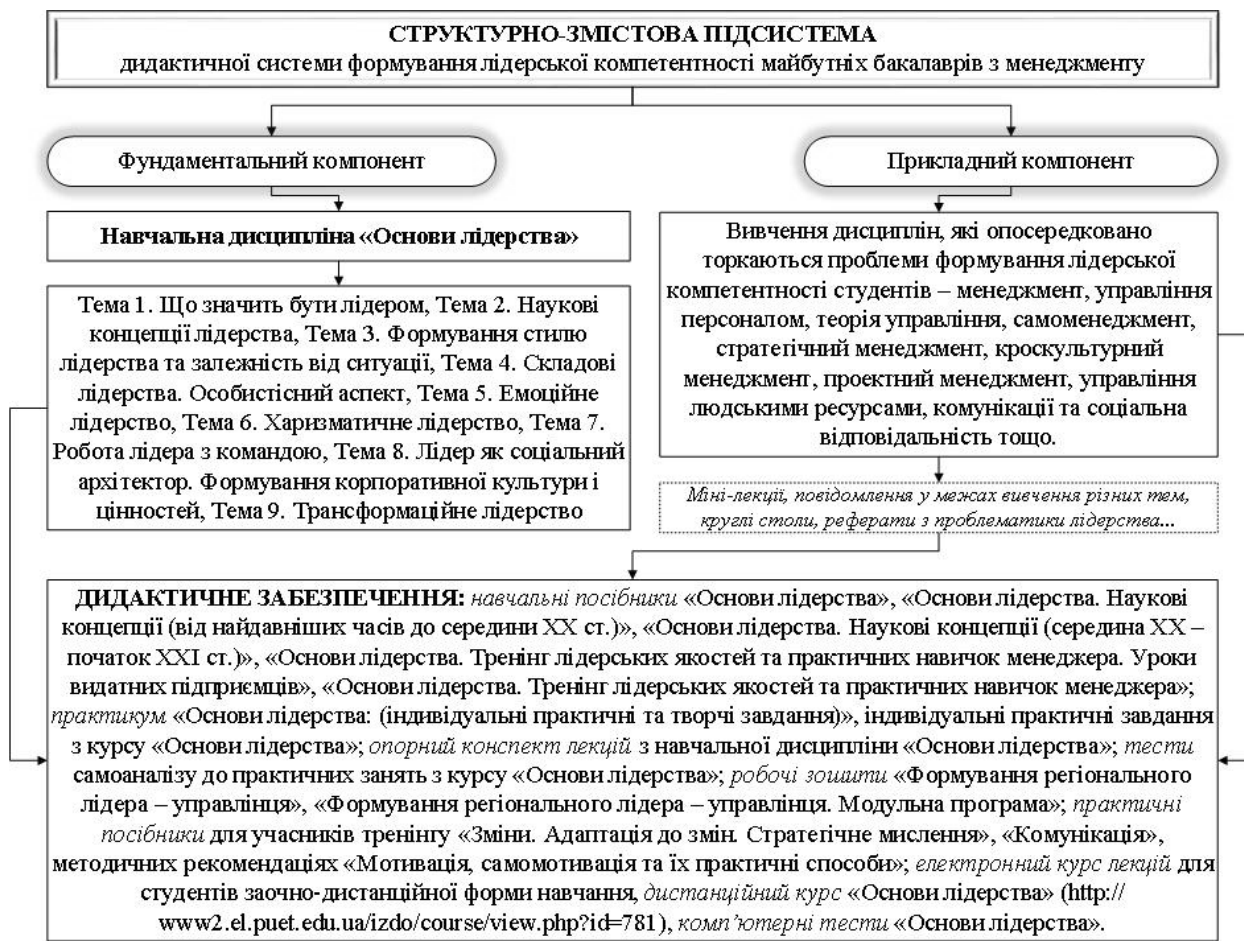 СТРУКТУРНО-ЗМІСТОВА ПІДСИСТЕМА
дидактичної системи формування лідерської компетентності майбутніх бакалаврів з менеджменту
Фундаментальний компонент
Прикладний компонент
Навчальна дисципліна «Основи лідерства»
Тема 1. Що значить бути лідером, Тема 2. Наукові
концепції лідерства, Тема 3. Формування стилю
лідерства та залежність від ситуації, Тема 4. Складові
лідерства. Особистісний аспект, Тема 5. Емоційне
лідерство, Тема 6. Харизматичне лідерство, Тема 7.
Робота лідера з командою, Тема 8. Лідер як соціальний
архітектор. Формування корпоративної культури і
цінностей, Тема 9. Трансформаційне лідерство
Вивчення дисциплін, які опосередковано
торкаються проблеми формування лідерської
компетентності студентів – менеджмент, управління
персоналом, теорія управління, самоменеджмент,
стратегічний менеджмент, кроскультурний
менеджмент, проектний менеджмент, управління
людськими ресурсами, комунікації та соціальна
відповідальність тощо.
Міні-лекції, повідомлення у межах вивчення різних тем,
круглі столи, реферати з проблематики лідерства...
ДИДАКТИЧНЕ ЗАБЕЗПЕЧЕННЯ: навчальні посібники «Основи лідерства», «Основи лідерства. Наукові
концепції (від найдавніших часів до середини ХХ ст.)», «Основи лідерства. Наукові концепції (середина ХХ –
початок ХХІ ст.)», «Основи лідерства. Тренінг лідерських якостей та практичних навичок менеджера. Уроки
видатних підприємців», «Основи лідерства. Тренінг лідерських якостей та практичних навичок менеджера»;
практикум «Основи лідерства: (індивідуальні практичні та творчі завдання)», індивідуальні практичні завдання
з курсу «Основи лідерства»; опорний конспект лекцій з навчальної дисципліни «Основи лідерства»; тести
самоаналізу до практичних занять з курсу «Основи лідерства»; робочі зошити «Формування регіонального
лідера – управлінця», «Формування регіонального лідера – управлінця. Модульна програма»; практичні
посібники для учасників тренінгу «Зміни. Адаптація до змін. Стратегічне мислення», «Комунікація»,
методичних рекомендаціях «Мотивація, самомотивація та їх практичні способи»; електронний курс лекцій для
студентів заочно-дистанційної форми навчання, дистанційний курс «Основи лідерства» (http://
www2.el.puet.edu.ua/izdo/course/view.php?id=781), комп’ютерні тести «Основи лідерства».